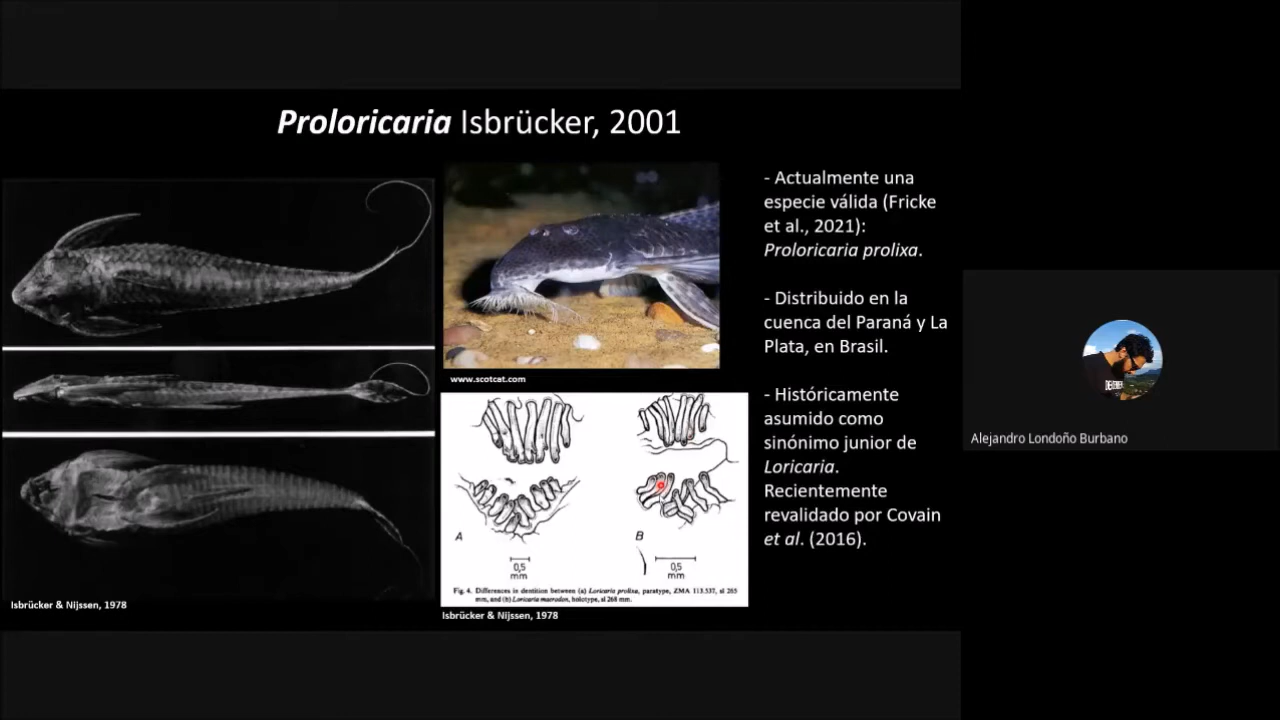 Proloricaria Isbrücker, 2001
- Actualmente una
especie válida (Fricke
et al., 2021):
Proloricaria prolixa.
- Distribuido en la
cuenca del Paraná y La
Plata, en Brasil.
- Históricamente
asumido como
sinónimo junior de
Loricaria.
Recientemente
revalidado por Covain
et al. (2016).
www.scotcat.com
A
0,5
mm
B
0,5
mm
Fig. 4. Differences in dentition between (a) Loricaria prolixa, paratype, ZMA 113.537, sl 265
mm, and (b) Loricaria macrodon, holotype, sl 268 mm.
Isbrücker & Nijssen, 1978
Isbrücker & Nijssen, 1978
Alejandro Londoño Burbano